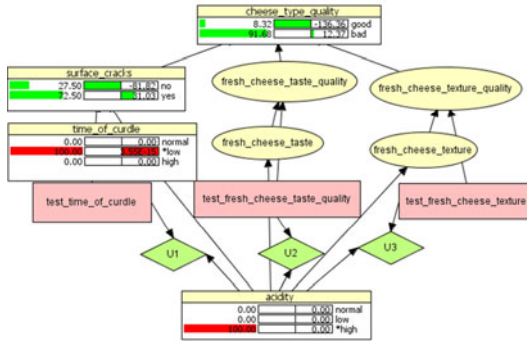 cheese_type_quality
8.32 -136.36 good
91.68 12.37 bad
surface_cracks
27.50 -81.82 no
72.50 31.03 yes
fresh_cheese_taste_quality
fresh_cheese_texture_quality
time_of_curdle
0.00 0.00 normal
100.00 *low
0.00 0.00 high
fresh_cheese_taste
fresh_cheese_texture
test_time_of_curdle
test_fresh_cheese_taste_quality
test_fresh_cheese_texture
U1
U2
U3
acidity
0.00 0.00 normal
0.00 0.00 low
100.00 0.00 *high